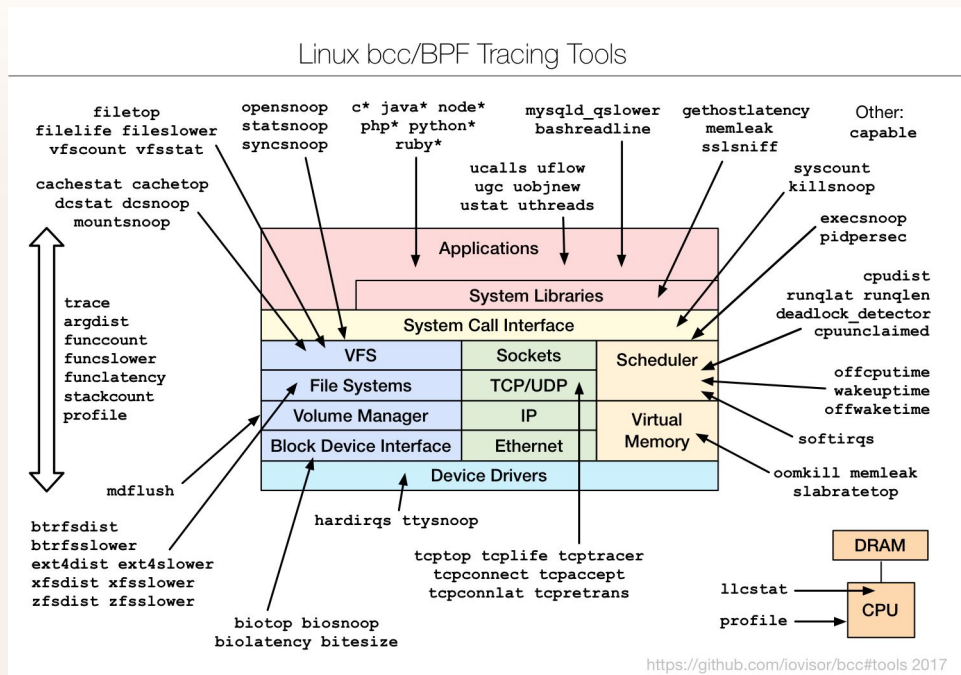 Linux bcc/BPF Tracing Tools
filetop
filelife fileslower
vfscount vfsstat
opensnoop
statsnoop
syncsnoop
c* java* node*
php* python*
ruby*
mysqld_qslower
bashreadline
gethostlatency
memleak
sslsniff
Other:
capable
cachestat cachetop
dcstat dcsnoop
mountsnoop
ucalls uflow
ugc uobjnew
ustat uthreads
syscount
killsnoop
execsnoop
pidpersec
cpudist
runqlat runqlen
deadlock_detector
cpuunclaimed
trace
argdist
funccount
funcslower
funclatency
stackcount
profile
Applications
System Libraries
System Call Interface
VFS
Sockets
Scheduler
File Systems
TCP/UDP
Volume Manager
IP
Virtual
Memory
Block Device Interface
Ethernet
Device Drivers
offcputime
wakeuptime
offwaketime
softirqs
oomkill memleak
slabratetop
mdflush
hardirqs ttysnoop
btrfsdist
btrfsslower
ext4dist ext4slower
xfsdist xfsslower
zfsdist zfsslower
tcptop tcplife tcptracer
tcpconnect tcpaccept
tcpconnlat tcpretrans
biotop biosnoop
biolatency bitesize
DRAM
llcstat
CPU
profile
https://github.com/iovisor/bcc#tools 2017